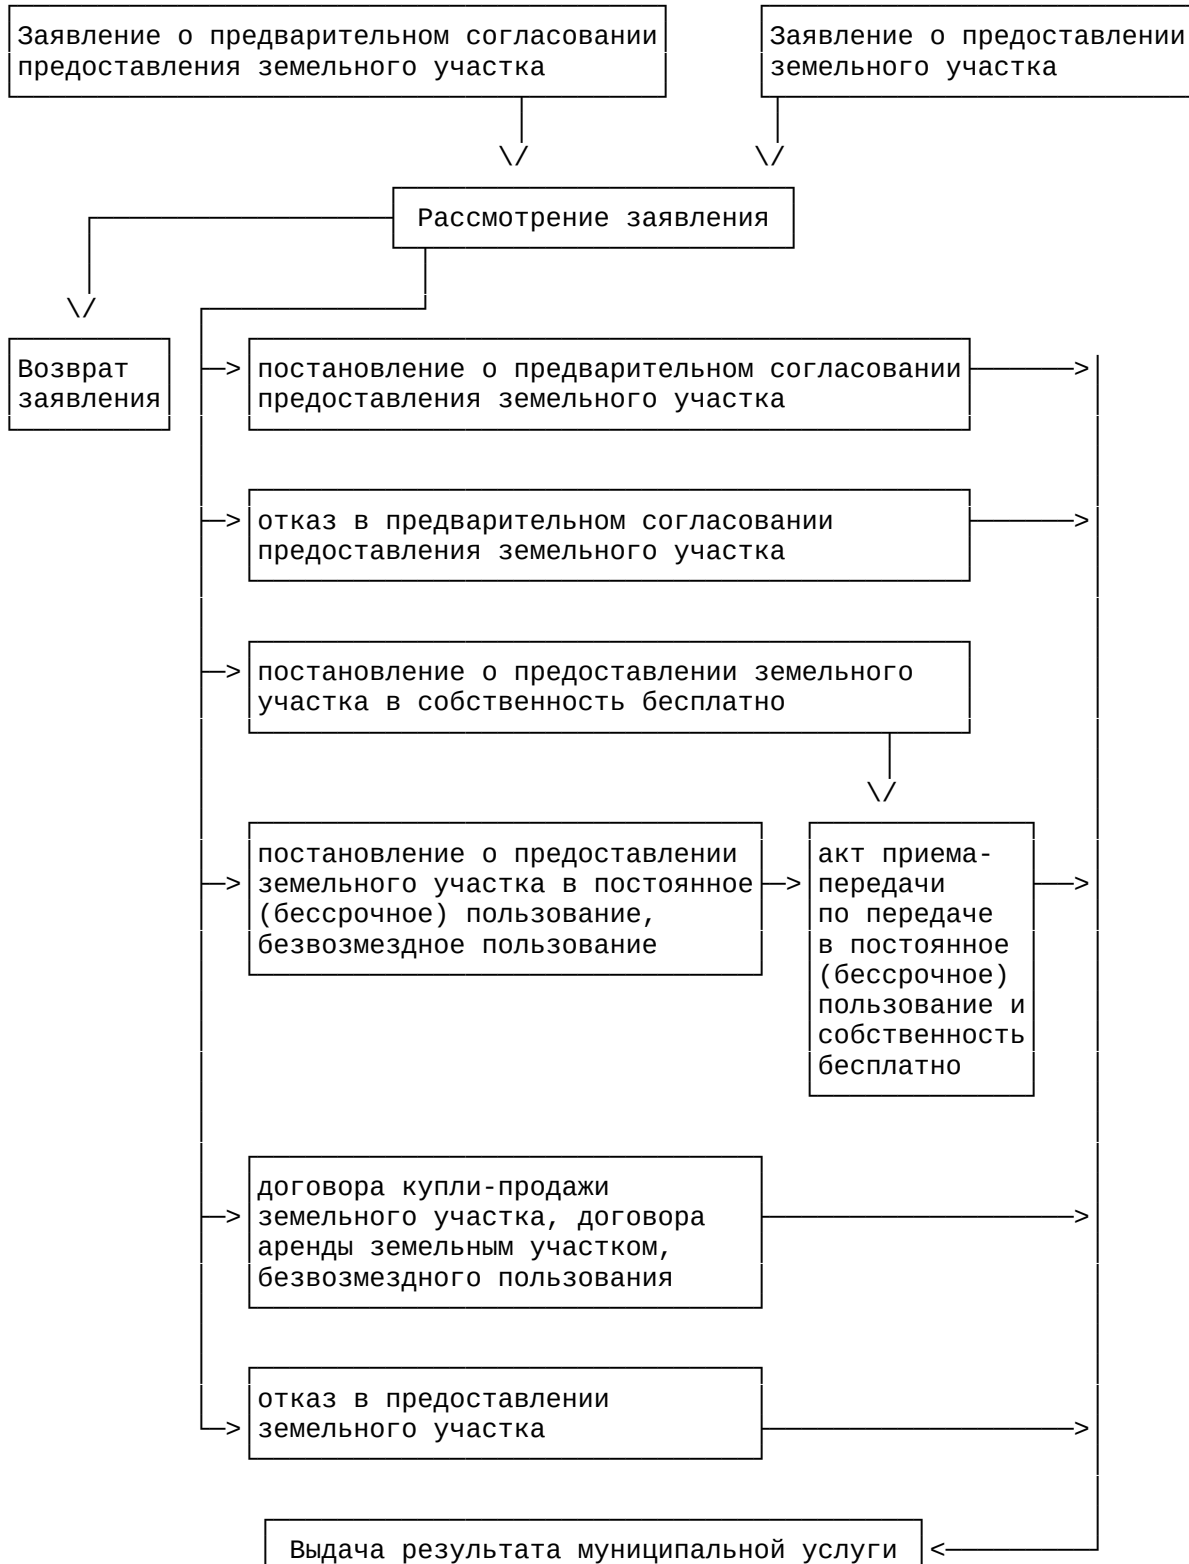 Заявление о предварительном согласовании
предоставления земельного участка
Заявление о предоставлении
земельного участка
Рассмотрение заявления
Возврат
заявления
постановление о предварительном согласовании
предоставления земельного участка
отказ в предварительном согласовании
предоставления земельного участка
постановление о предоставлении земельного
участка в собственность бесплатно
постановление о предоставлении
земельного участка в постоянное
(бессрочное) пользование,
безвозмездное пользование
акт приема-
передачи
по передаче
в постоянное
(бессрочное)
пользование и
собственность
бесплатно
договора купли-продажи
земельного участка, договора
аренды земельным участком,
безвозмездного пользования
отказ в предоставлении
земельного участка
Выдача результата муниципальной услуги